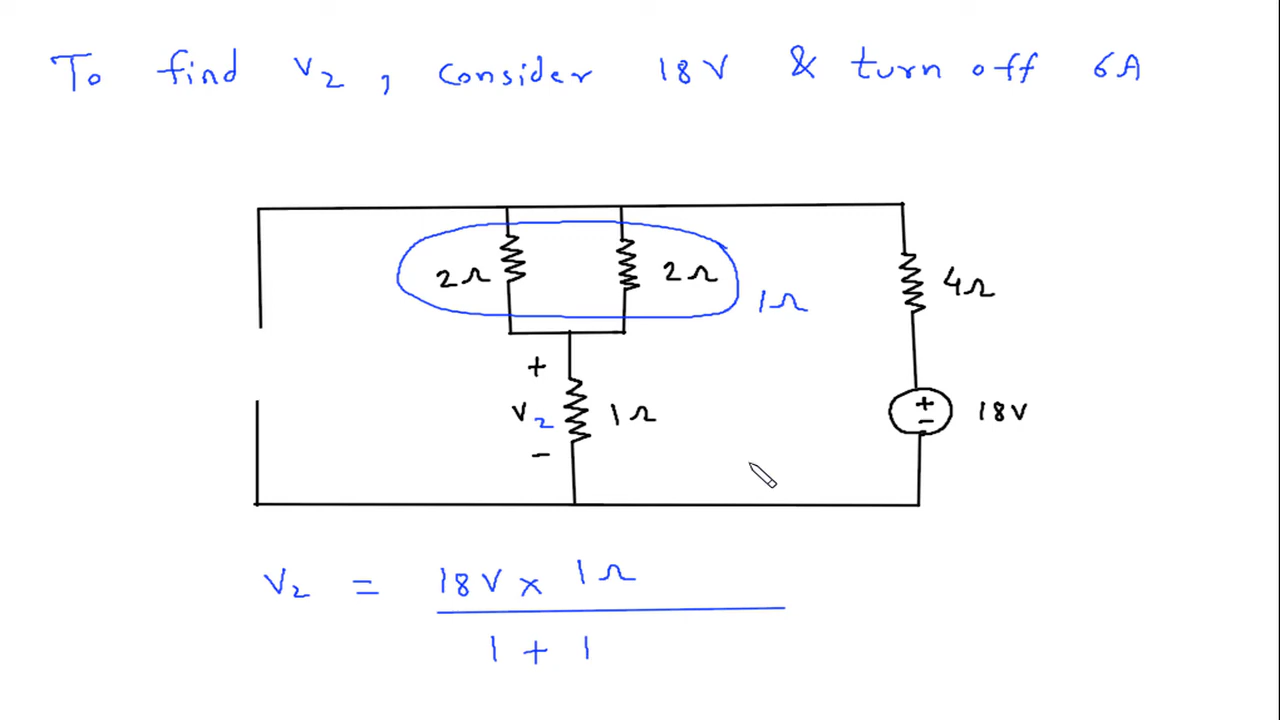 To find V2, consider 18V & turn off 6A
2Ω 2Ω 1Ω 4Ω
+
V2 1Ω + - 18V
-
V2 = 18V x 1Ω
1 + 1